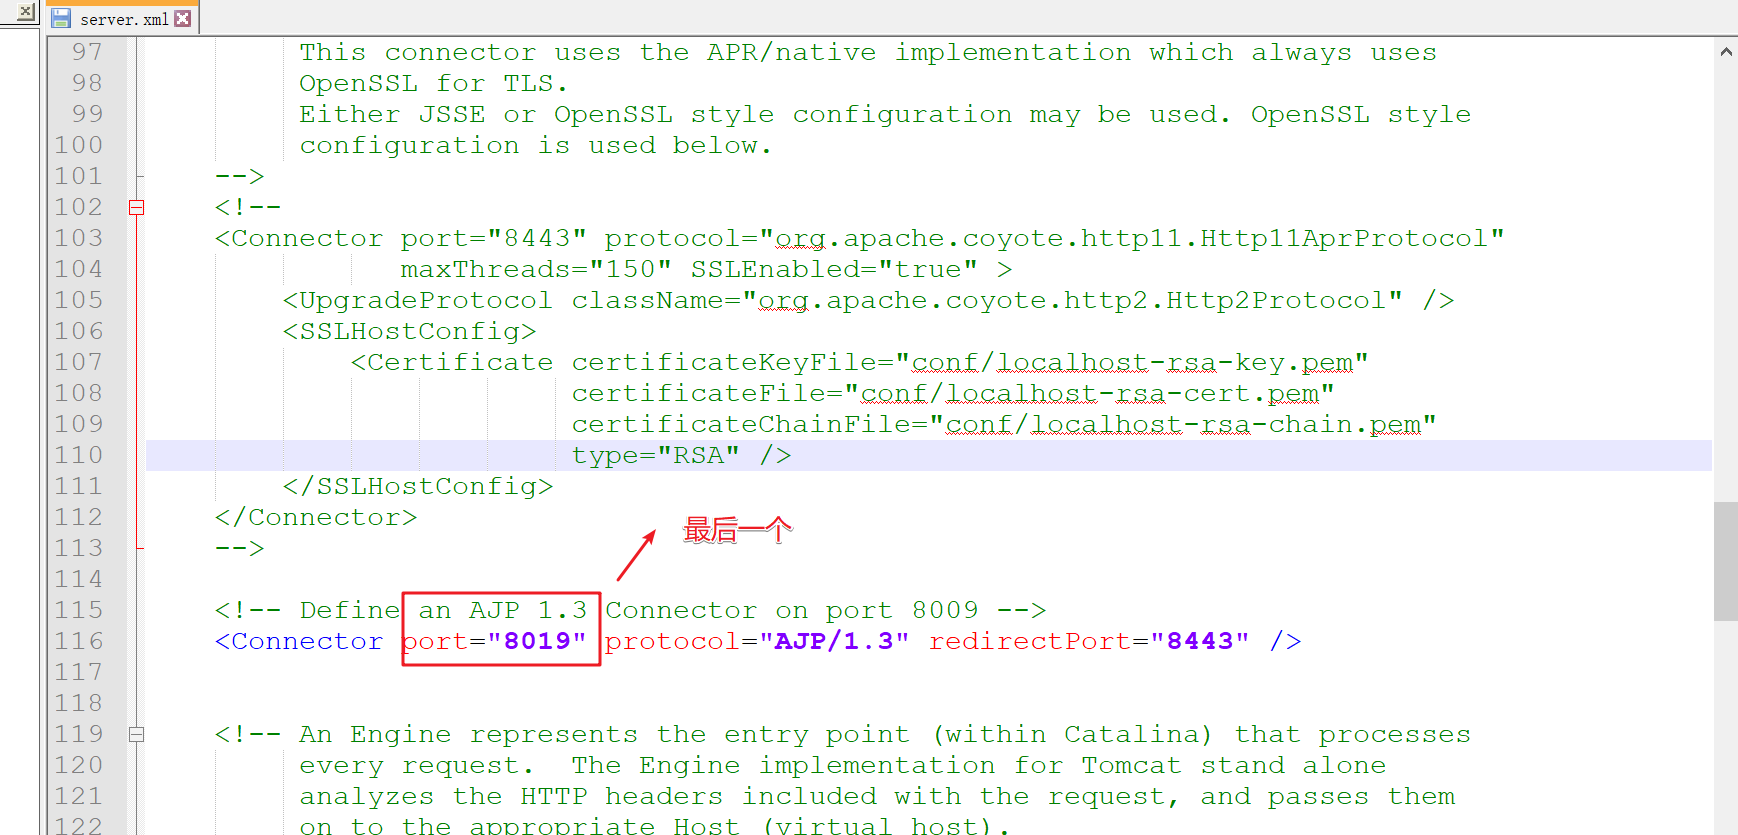 server.xml
97 This connector uses the APR/native implementation which always uses
98 OpenSSL for TLS.
99 Either JSSE or OpenSSL style configuration may be used. OpenSSL style
100 configuration is used below.
101 -->
102 <!--
103 <Connector port="8443" protocol="org.apache.coyote.http11.Http11AprProtocol"
104 maxThreads="150" SSLEnabled="true" >
105 <UpgradeProtocol className="org.apache.coyote.http2.Http2Protocol" />
106 <SSLHostConfig>
107 <Certificate certificateKeyFile="conf/localhost-rsa-key.pem"
108 certificateFile="conf/localhost-rsa-cert.pem"
109 certificateChainFile="conf/localhost-rsa-chain.pem"
110 type="RSA" />
111 </SSLHostConfig>
112 </Connector>
最后一个
113 -->
114
115 <!-- Define an AJP 1.3 Connector on port 8009 -->
116 <Connector port="8019" protocol="AJP/1.3" redirectPort="8443" />
117
118
119 <!-- An Engine represents the entry point (within Catalina) that processes
120 every request.  The Engine implementation for Tomcat stand alone
121 analyzes the HTTP headers included with the request, and passes them
122 on to the appropriate Host (virtual host).